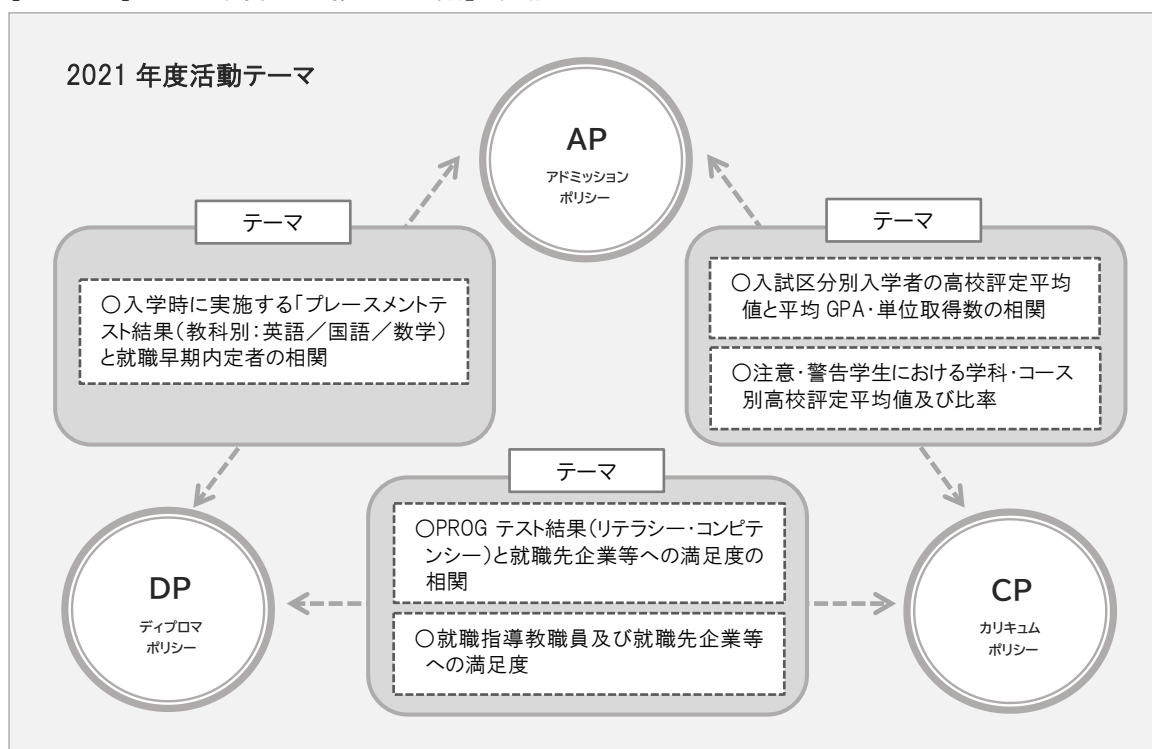 2021 年度活動テーマ
AP
アドミッション
ポリシー
テーマ
○入学時に実施する「プレースメントテ
スト結果(教科別:英語/国語/数学)
と就職早期内定者の相関
テーマ
○入試区分別入学者の高校評定平均
値と平均 GPA・単位取得数の相関
○注意・警告学生における学科・コース
別高校評定平均値及び比率
テーマ
○PROG テスト結果(リテラシー・コンピテ
ンシー)と就職先企業等への満足度の
相関
○就職指導教職員及び就職先企業等
への満足度
DP
ディプロマ
ポリシー
CP
カリキュム
ポリシー